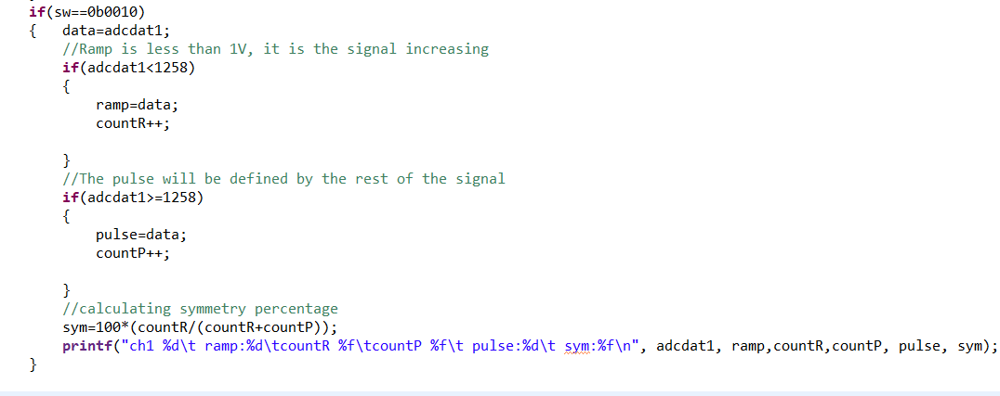 if(sw==0b0010)
{   data=adcdat1;
    //Ramp is less than 1V, it is the signal increasing
    if(adcdat1<1258)
    {
        ramp=data;
        countR++;
    }
    //The pulse will be defined by the rest of the signal
    if(adcdat1>=1258)
    {
        pulse=data;
        countP++;
    }
    //calculating symmetry percentage
    sym=100*(countR/(countR+countP));
    printf("ch1 %d\t ramp:%d\tcountR %f\tcountP %f\t pulse:%d\t sym:%f\n", adcdat1, ramp,countR,countP, pulse, sym);
}